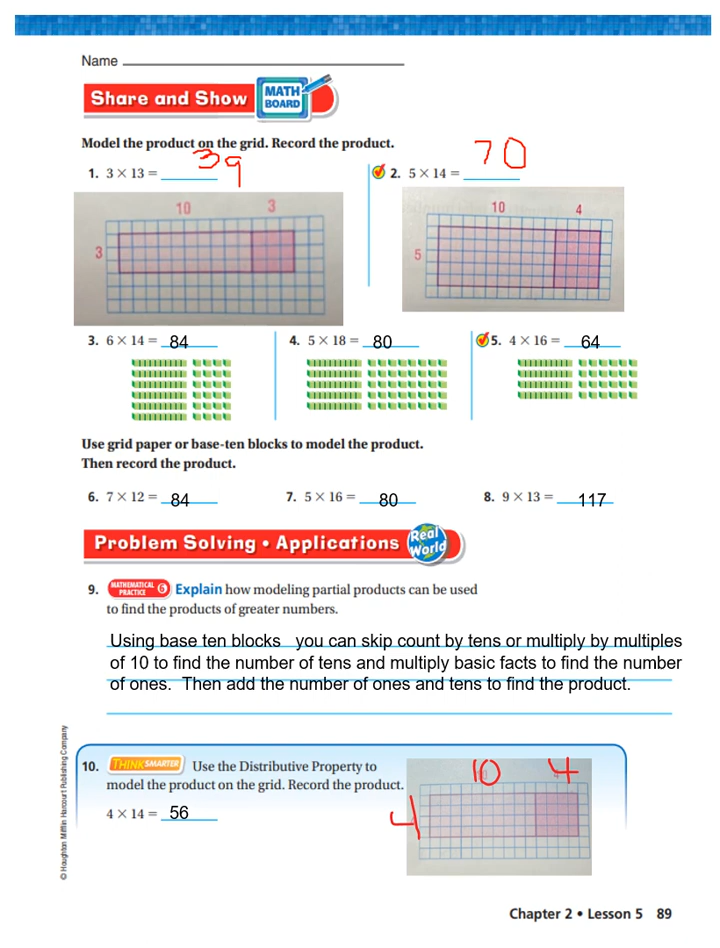 Name
Share and Show MATH BOARD
Model the product on the grid. Record the product.
1. 3 × 13 = 39
2. 5 × 14 = 70
10 3
3
10 4
5
3. 6 × 14 = 84
4. 5 × 18 = 80
5. 4 × 16 = 64
Use grid paper or base-ten blocks to model the product.
Then record the product.
6. 7 × 12 = 84
7. 5 × 16 = 80
8. 9 × 13 = 117
Problem Solving • Applications Real World
9. MATHEMATICAL PRACTICE 6 Explain how modeling partial products can be used
to find the products of greater numbers.
Using base ten blocks you can skip count by tens or multiply by multiples
of 10 to find the number of tens and multiply basic facts to find the number
of ones. Then add the number of ones and tens to find the product.
10. THINK SMARTER Use the Distributive Property to
model the product on the grid. Record the product.
4 × 14 = 56
10 4
4
© Houghton Mifflin Harcourt Publishing Company
Chapter 2 • Lesson 5 89